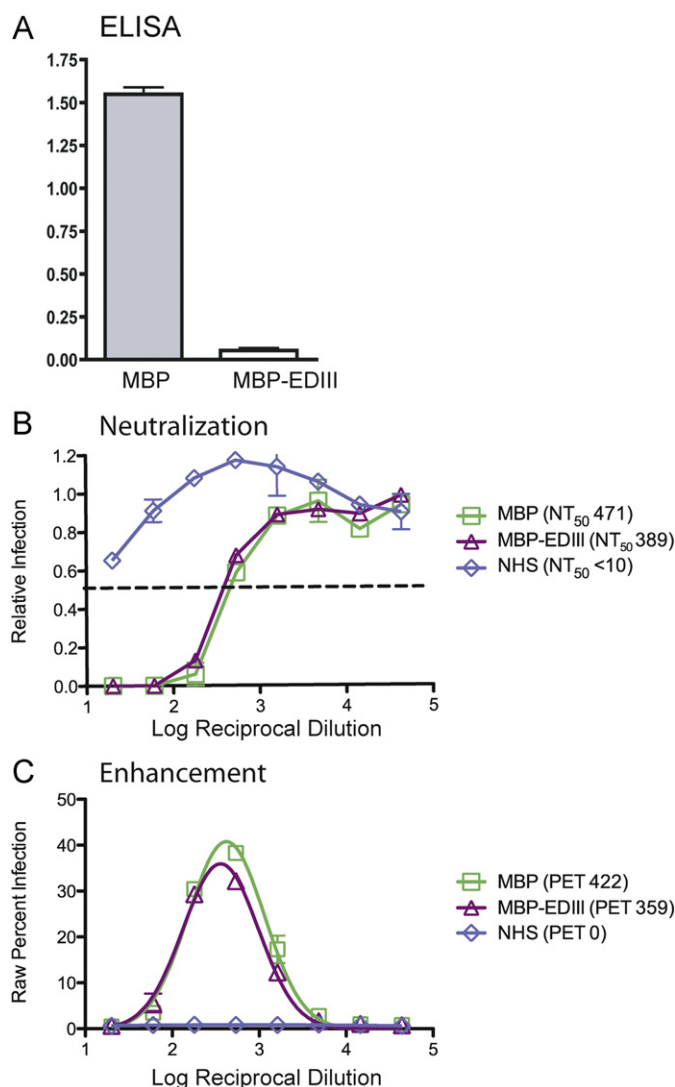 A ELISA
1.75
1.50
1.25
1.00
0.75
0.50
0.25
0.00
MBP MBP-EDIII
B Neutralization
Relative Infection
1.2
1.0
0.8
0.6
0.4
0.2
0.0
1 2 3 4 5
Log Reciprocal Dilution
MBP (NT50 471)
MBP-EDIII (NT50 389)
NHS (NT50 <10)
C Enhancement
Raw Percent Infection
50
40
30
20
10
0
1 2 3 4 5
Log Reciprocal Dilution
MBP (PET 422)
MBP-EDIII (PET 359)
NHS (PET 0)